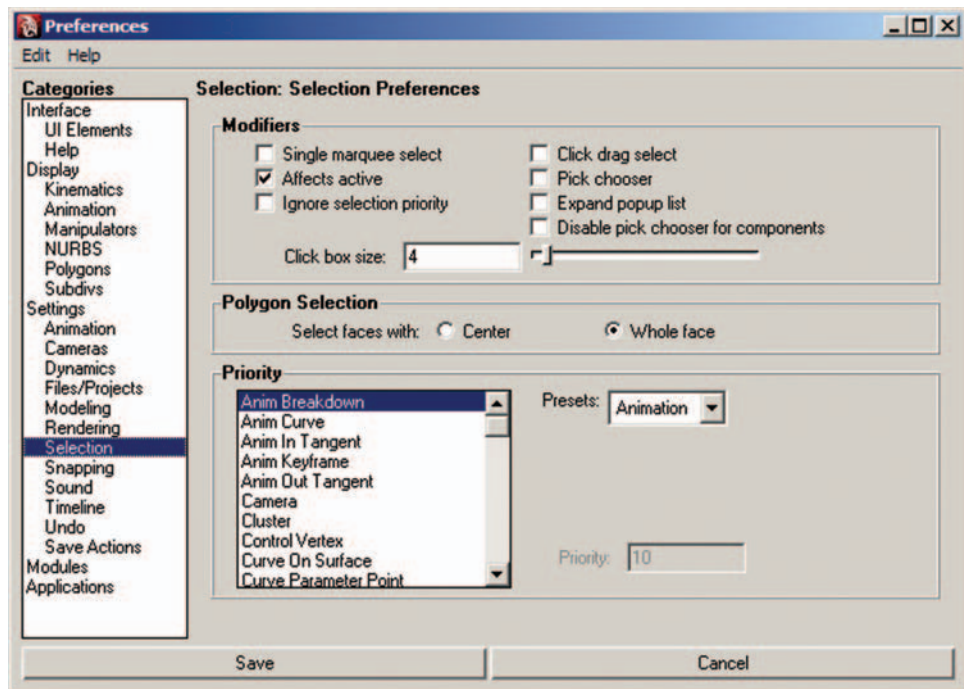 Preferences
Edit Help
Categories
Interface
UI Elements
Help
Display
Kinematics
Animation
Manipulators
NURBS
Polygons
Subdivs
Settings
Animation
Cameras
Dynamics
Files/Projects
Modeling
Rendering
Selection
Snapping
Sound
Timeline
Undo
Save Actions
Modules
Applications
Selection: Selection Preferences
Modifiers
Single marquee select
Click drag select
Affects active
Pick chooser
Ignore selection priority
Expand popup list
Disable pick chooser for components
Click box size: 4
Polygon Selection
Select faces with: Center Whole face
Priority
Anim Breakdown
Anim Curve
Anim In Tangent
Anim Keyframe
Anim Out Tangent
Camera
Cluster
Control Vertex
Curve On Surface
Curve Parameter Point
Presets: Animation
Priority: 10
Save Cancel